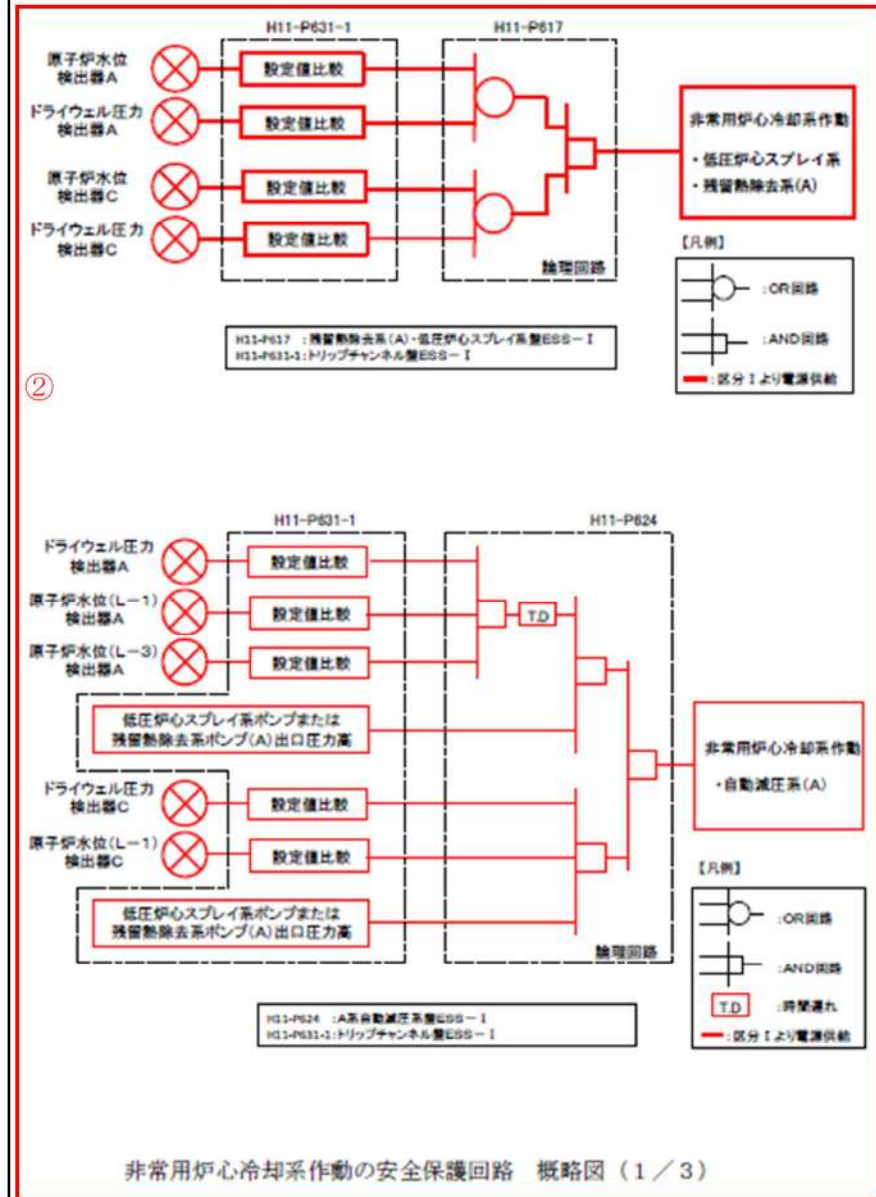 H11-P631-1
H11-P617
原子炉水位
検出器A
設定値比較
ドライウェル圧力
検出器A
設定値比較
原子炉水位
検出器C
設定値比較
ドライウェル圧力
検出器C
設定値比較
論理回路
非常用炉心冷却系作動
・低圧炉心スプレイ系
・残留熱除去系(A)
【凡例】
:OR回路
:AND回路
:区分Ⅰより電源供給
H11-P617 :残留熱除去系(A)・低圧炉心スプレイ系盤ESS-Ⅰ
H11-P631-1:トリップチャンネル盤ESS-Ⅰ
②
H11-P631-1
H11-P624
ドライウェル圧力
検出器A
設定値比較
原子炉水位(L-1)
検出器A
設定値比較
T.D
原子炉水位(L-3)
検出器A
設定値比較
低圧炉心スプレイ系ポンプまたは
残留熱除去系ポンプ(A)出口圧力高
ドライウェル圧力
検出器C
設定値比較
原子炉水位(L-1)
検出器C
設定値比較
低圧炉心スプレイ系ポンプまたは
残留熱除去系ポンプ(A)出口圧力高
論理回路
非常用炉心冷却系作動
・自動減圧系(A)
【凡例】
:OR回路
:AND回路
T.D :時間遅れ
:区分Ⅰより電源供給
H11-P624 :A系自動減圧系盤ESS-Ⅰ
H11-P631-1:トリップチャンネル盤ESS-Ⅰ
非常用炉心冷却系作動の安全保護回路 概略図(1/3)